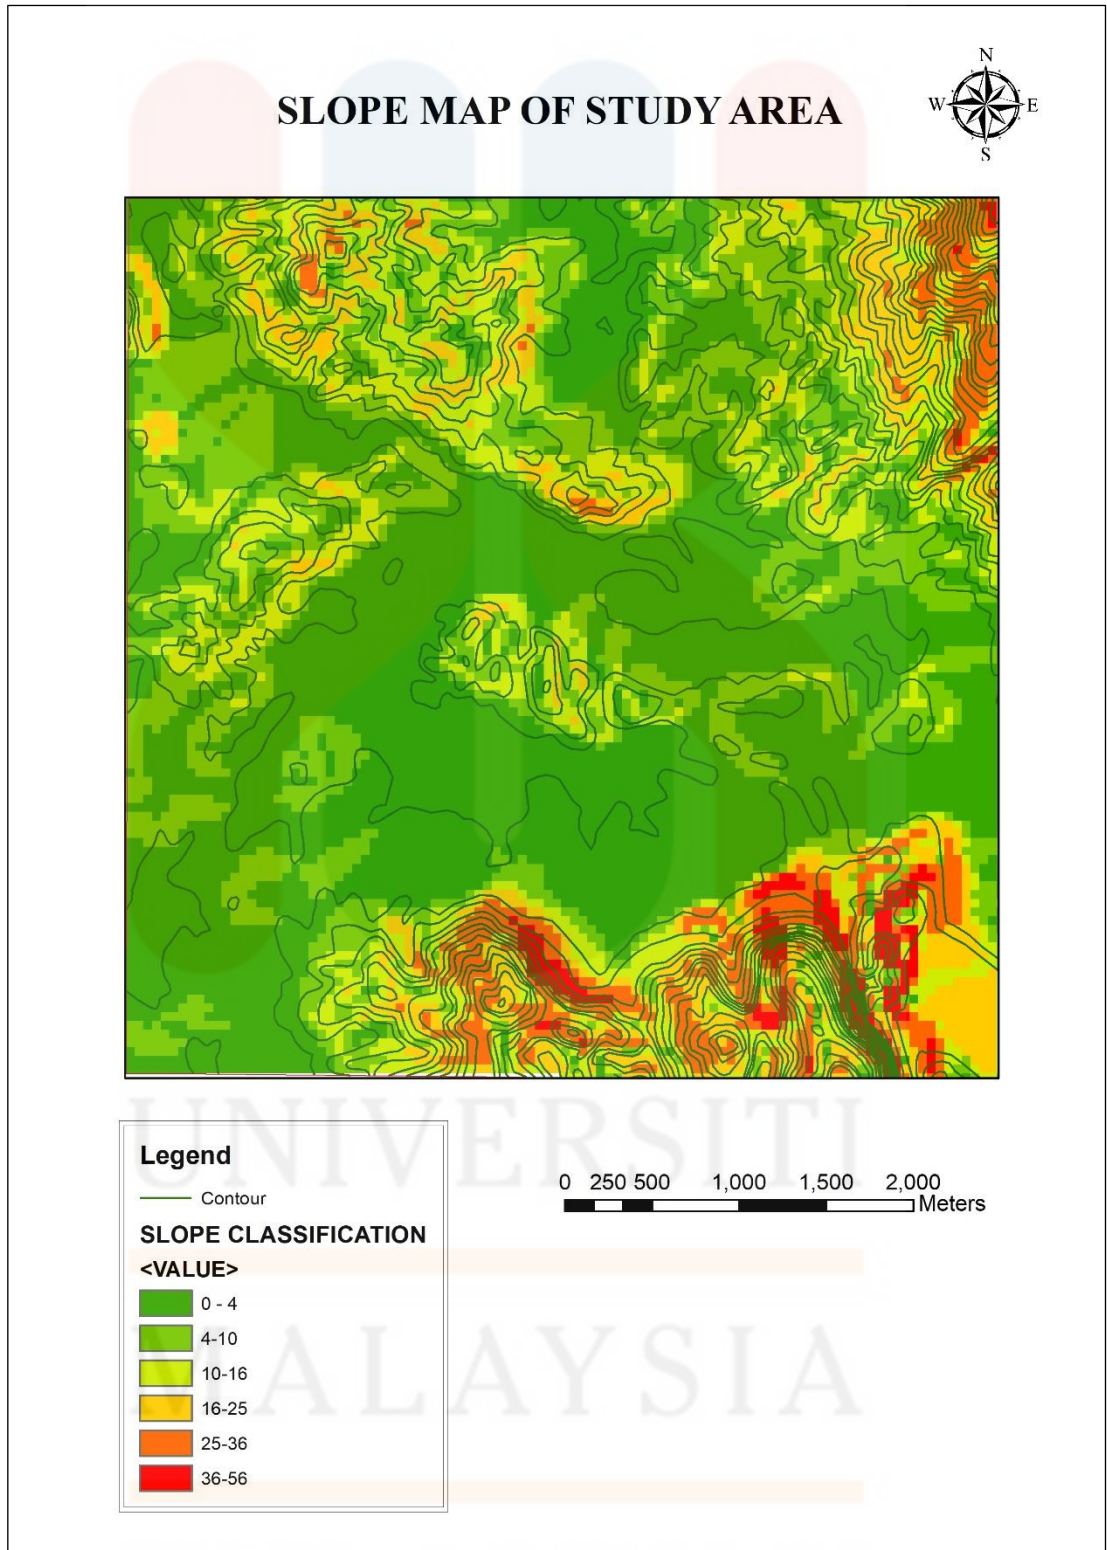 N
SLOPE MAP OF STUDY AREA
W E
S
UNIVERSITI
Legend
Contour
SLOPE CLASSIFICATION
<VALUE>
0 - 4
4-10
10-16
16-25
25-36
36-56
0 250 500 1,000 1,500 2,000
Meters
MALAYSIA